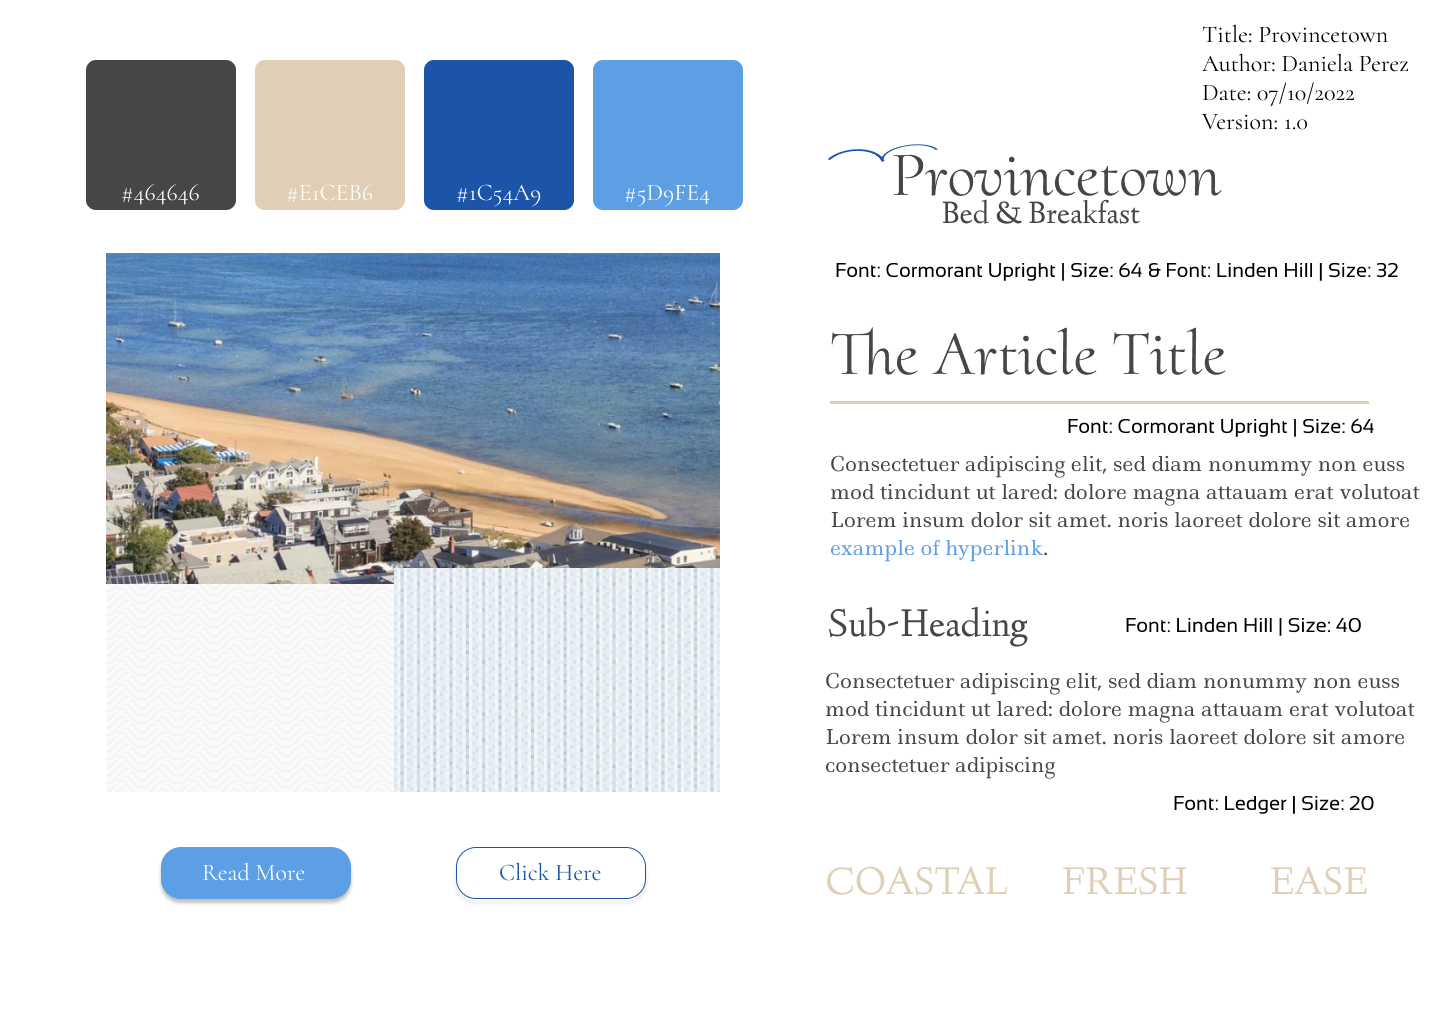 Title: Provincetown
Author: Daniela Perez
Date: 07/10/2022
Version: 1.0
#464646
#E1CEB6
#1C54A9
#5D9FE4
Provincetown
Bed & Breakfast
Font: Cormorant Upright | Size: 64 & Font: Linden Hill | Size: 32
The Article Title
Font: Cormorant Upright | Size: 64
Consectetuer adipiscing elit, sed diam nonummy non euss
mod tincidunt ut lared: dolore magna attauam erat volutoat
Lorem insum dolor sit amet. noris laoreet dolore sit amore
example of hyperlink.
Sub-Heading
Font: Linden Hill | Size: 40
Consectetuer adipiscing elit, sed diam nonummy non euss
mod tincidunt ut lared: dolore magna attauam erat volutoat
Lorem insum dolor sit amet. noris laoreet dolore sit amore
consectetuer adipiscing
Font: Ledger | Size: 20
Read More
Click Here
COASTAL FRESH EASE